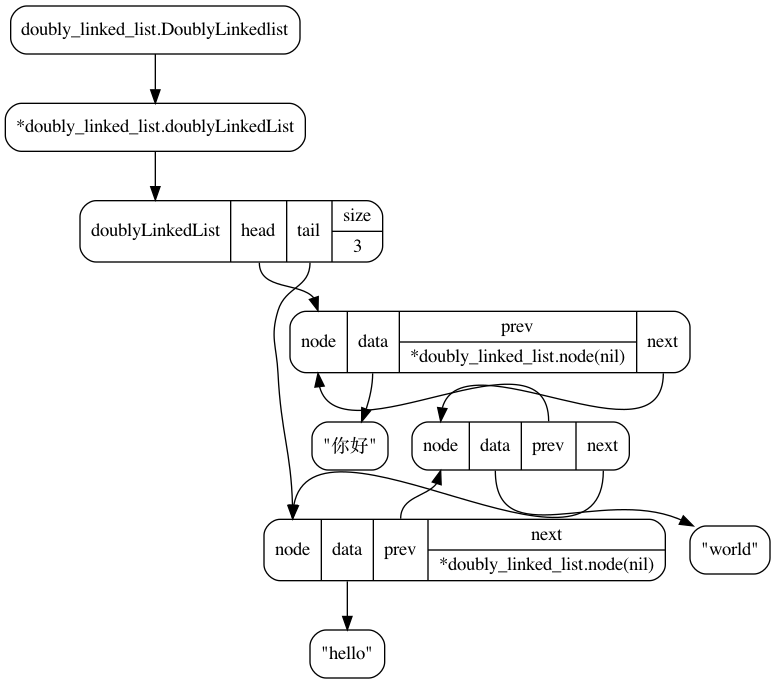 doubly_linked_list.DoublyLinkedlist
*doubly_linked_list.doublyLinkedList
doublyLinkedList head tail size
3
node data prev next
*doubly_linked_list.node(nil)
"你好"
node data prev next
node data prev next
*doubly_linked_list.node(nil)
"world"
"hello"